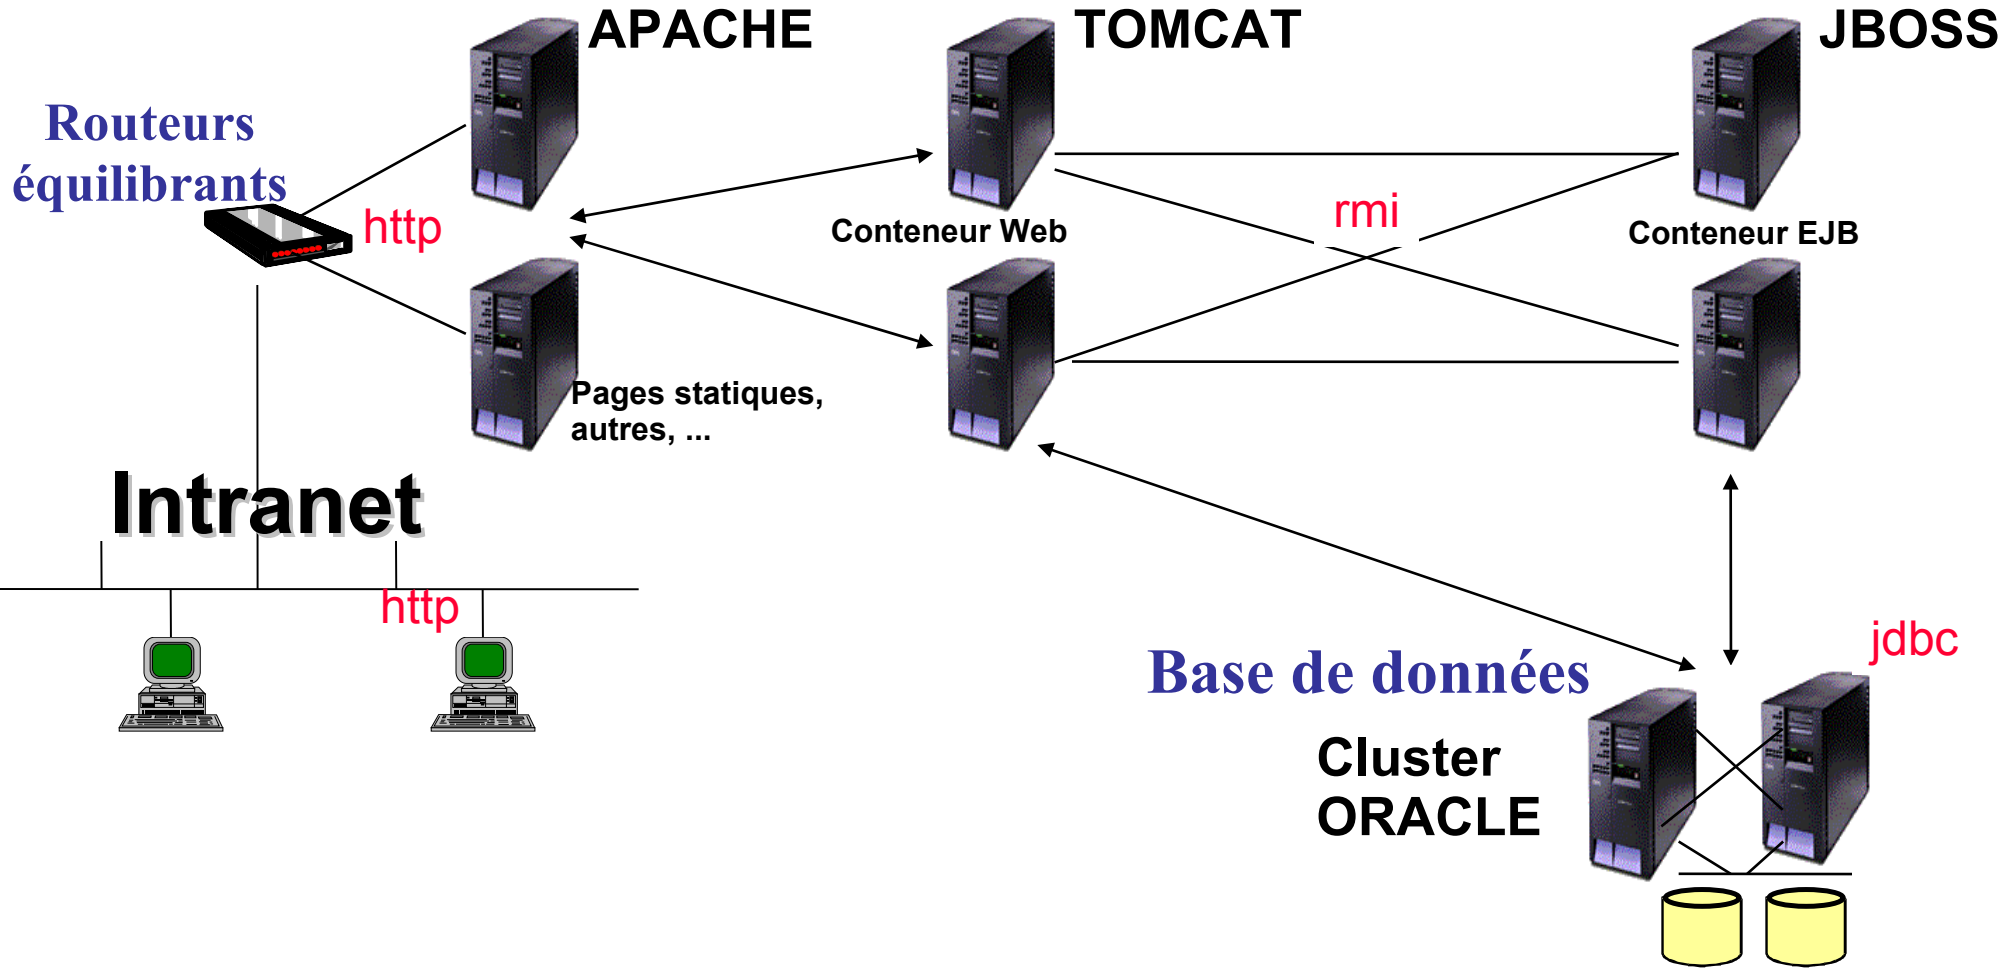 APACHE
TOMCAT
JBOSS
Routeurs
équilibrants
http
Conteneur Web
rmi
Conteneur EJB
Pages statiques,
autres, ...
Intranet
http
jdbc
Base de données
Cluster
ORACLE